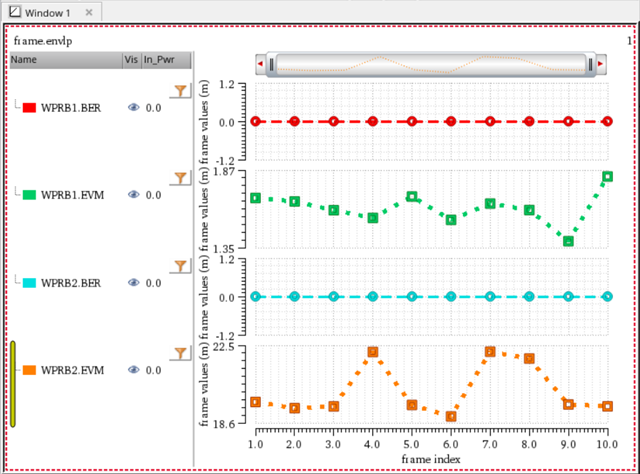 Window 1 ×
frame.envlp 1
Name Vis In_Pwr
WPRB1.BER 0.0
WPRB1.EVM 0.0
WPRB2.BER 0.0
WPRB2.EVM 0.0
frame values (m)
1.2
0.0
-1.2
frame values (m)
1.87
1.35
frame values (m)
1.2
0.0
-1.2
frame values (m)
22.5
18.6
1.0 2.0 3.0 4.0 5.0 6.0 7.0 8.0 9.0 10.0
frame index